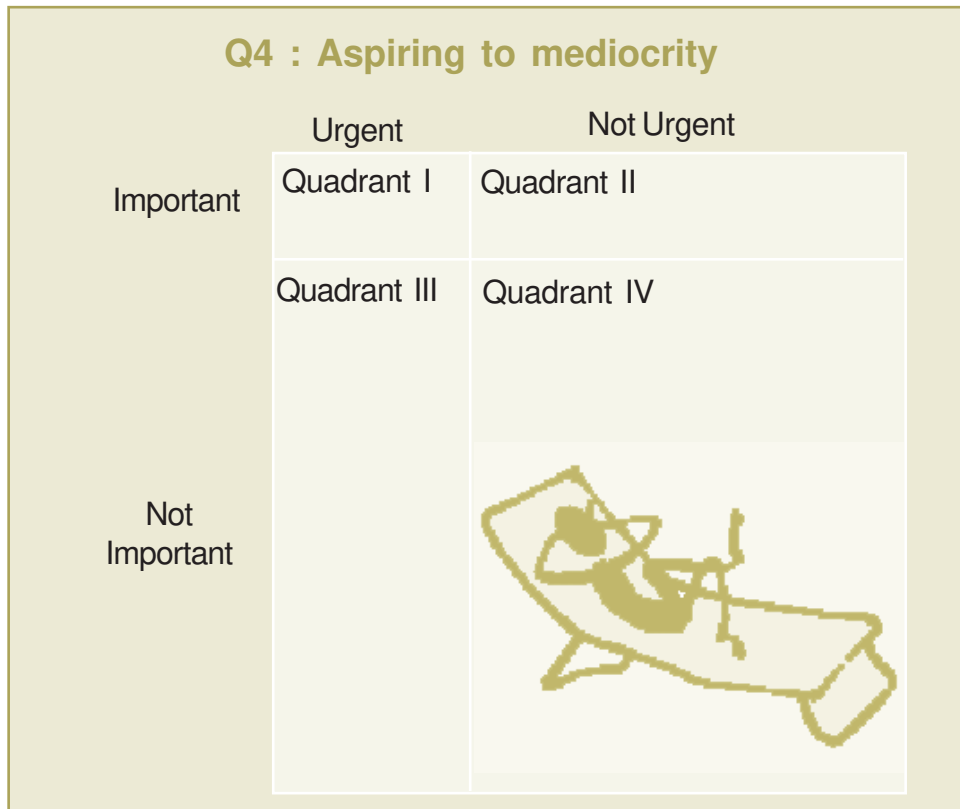 Q4 : Aspiring to mediocrity
Urgent Not Urgent
Important Quadrant I Quadrant II
Quadrant III Quadrant IV
Not
Important